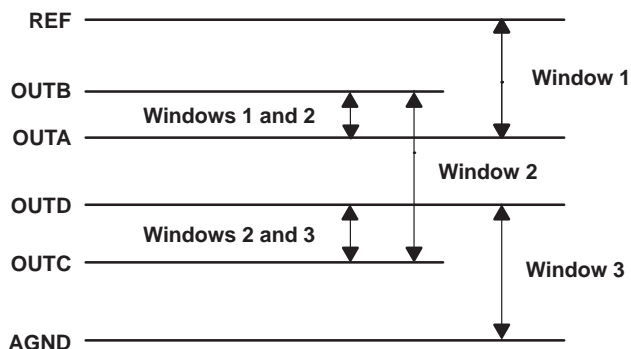 REF
Window 1
OUTB
Windows 1 and 2
OUTA
Window 2
OUTD
Windows 2 and 3
OUTC
Window 3
AGND